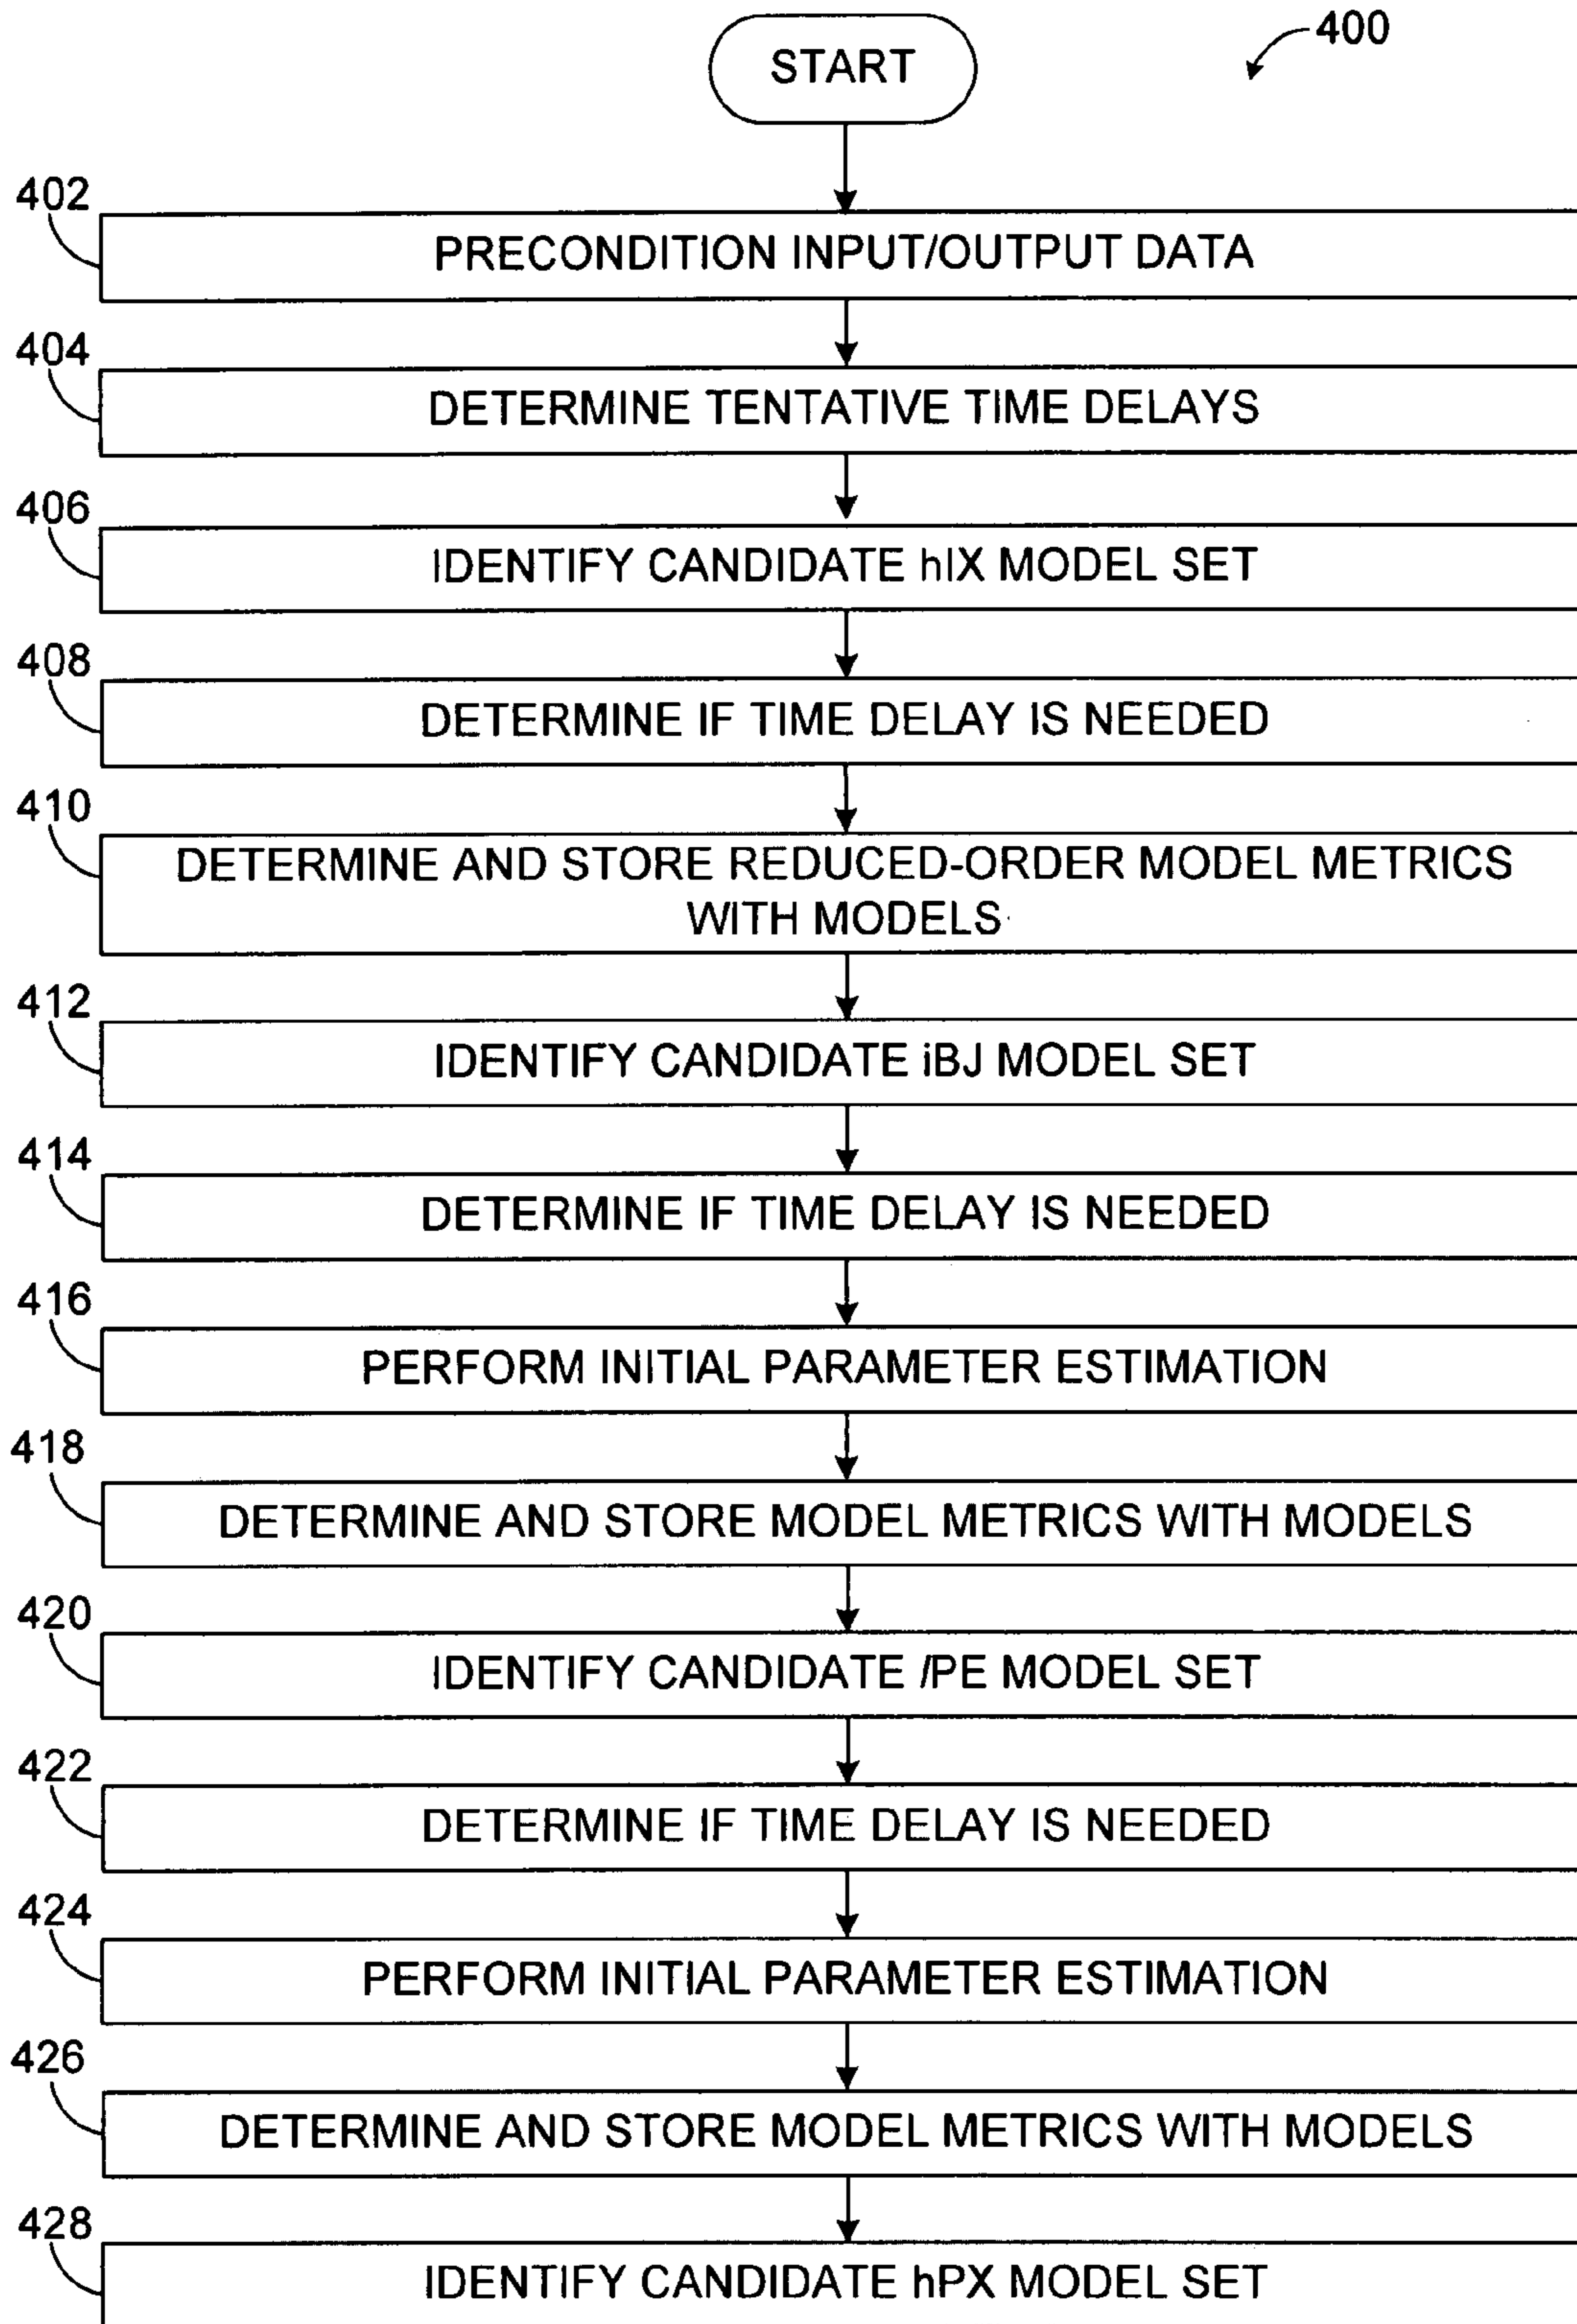 400
START
402
PRECONDITION INPUT/OUTPUT DATA
404
DETERMINE TENTATIVE TIME DELAYS
406
IDENTIFY CANDIDATE hIX MODEL SET
408
DETERMINE IF TIME DELAY IS NEEDED
410
DETERMINE AND STORE REDUCED-ORDER MODEL METRICS
WITH MODELS
412
IDENTIFY CANDIDATE iBJ MODEL SET
414
DETERMINE IF TIME DELAY IS NEEDED
416
PERFORM INITIAL PARAMETER ESTIMATION
418
DETERMINE AND STORE MODEL METRICS WITH MODELS
420
IDENTIFY CANDIDATE /PE MODEL SET
422
DETERMINE IF TIME DELAY IS NEEDED
424
PERFORM INITIAL PARAMETER ESTIMATION
426
DETERMINE AND STORE MODEL METRICS WITH MODELS
428
IDENTIFY CANDIDATE hPX MODEL SET